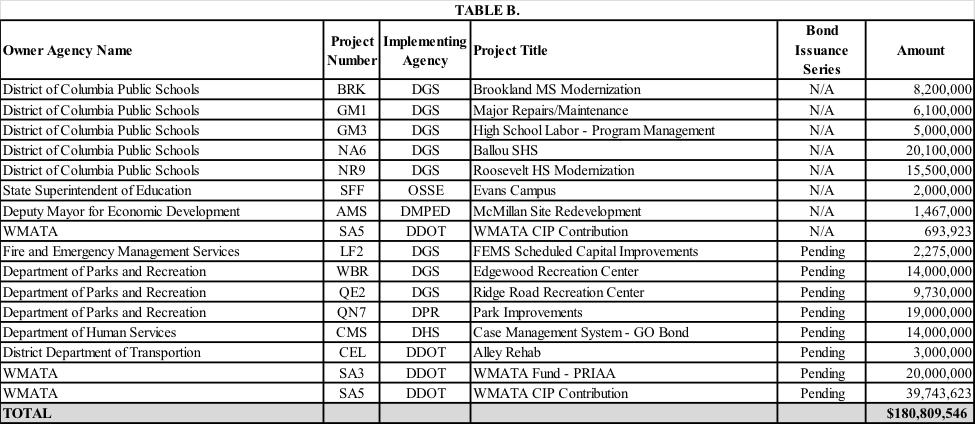 TABLE B.
Owner Agency Name Project Number Implementing Agency Project Title Bond Issuance Series Amount
District of Columbia Public Schools BRK DGS Brookland MS Modernization N/A 8,200,000
District of Columbia Public Schools GM1 DGS Major Repairs/Maintenance N/A 6,100,000
District of Columbia Public Schools GM3 DGS High School Labor - Program Management N/A 5,000,000
District of Columbia Public Schools NA6 DGS Ballou SHS N/A 20,100,000
District of Columbia Public Schools NR9 DGS Roosevelt HS Modernization N/A 15,500,000
State Superintendent of Education SFF OSSE Evans Campus N/A 2,000,000
Deputy Mayor for Economic Development AMS DMPED McMillan Site Redevelopment N/A 1,467,000
WMATA SA5 DDOT WMATA CIP Contribution N/A 693,923
Fire and Emergency Management Services LF2 DGS FEMS Scheduled Capital Improvements Pending 2,275,000
Department of Parks and Recreation WBR DGS Edgewood Recreation Center Pending 14,000,000
Department of Parks and Recreation QE2 DGS Ridge Road Recreation Center Pending 9,730,000
Department of Parks and Recreation QN7 DPR Park Improvements Pending 19,000,000
Department of Human Services CMS DHS Case Management System - GO Bond Pending 14,000,000
District Department of Transportion CEL DDOT Alley Rehab Pending 3,000,000
WMATA SA3 DDOT WMATA Fund - PRIAA Pending 20,000,000
WMATA SA5 DDOT WMATA CIP Contribution Pending 39,743,623
TOTAL $180,809,546